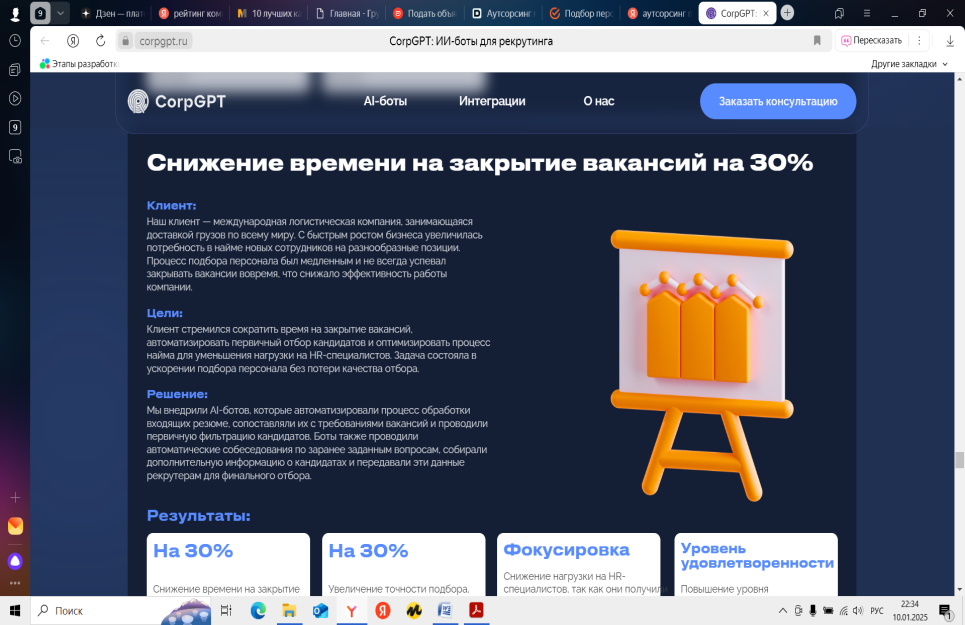 9
Дзен — плат
рейтинг ком
10 лучших ка
Главная - Гру
Подать объя
Аутсорсинг
Подбор перс
аутсорсинг
CorpGPT:
corpgpt.ru
CorpGPT: ИИ-боты для рекрутинга
Пересказать
Этапы разработк
Другие закладки
9
CorpGPT
AI-боты
Интеграции
О нас
Заказать консультацию
Снижение времени на закрытие вакансий на 30%
Клиент:
Наш клиент — международная логистическая компания, занимающаяся
доставкой грузов по всему миру. С быстрым ростом бизнеса увеличилась
потребность в найме новых сотрудников на разнообразные позиции.
Процесс подбора персонала был медленным и не всегда успевал
закрывать вакансии вовремя, что снижало эффективность работы
компании.
Цели:
Клиент стремился сократить время на закрытие вакансий,
автоматизировать первичный отбор кандидатов и оптимизировать процесс
найма для уменьшения нагрузки на HR-специалистов. Задача состояла в
ускорении подбора персонала без потери качества отбора.
Решение:
Мы внедрили AI-ботов, которые автоматизировали процесс обработки
входящих резюме, сопоставляли их с требованиями вакансий и проводили
первичную фильтрацию кандидатов. Боты также проводили
автоматические собеседования по заранее заданным вопросам, собирали
дополнительную информацию о кандидатах и передавали эти данные
рекрутерам для финального отбора.
Результаты:
На 30%
Снижение времени на закрытие
На 30%
Увеличение точности подбора,
Фокусировка
Снижение нагрузки на HR-
специалистов, так как они получили
Уровень
удовлетворенности
Повышение уровня
Поиск
РУС
22:34
10.01.2025
1